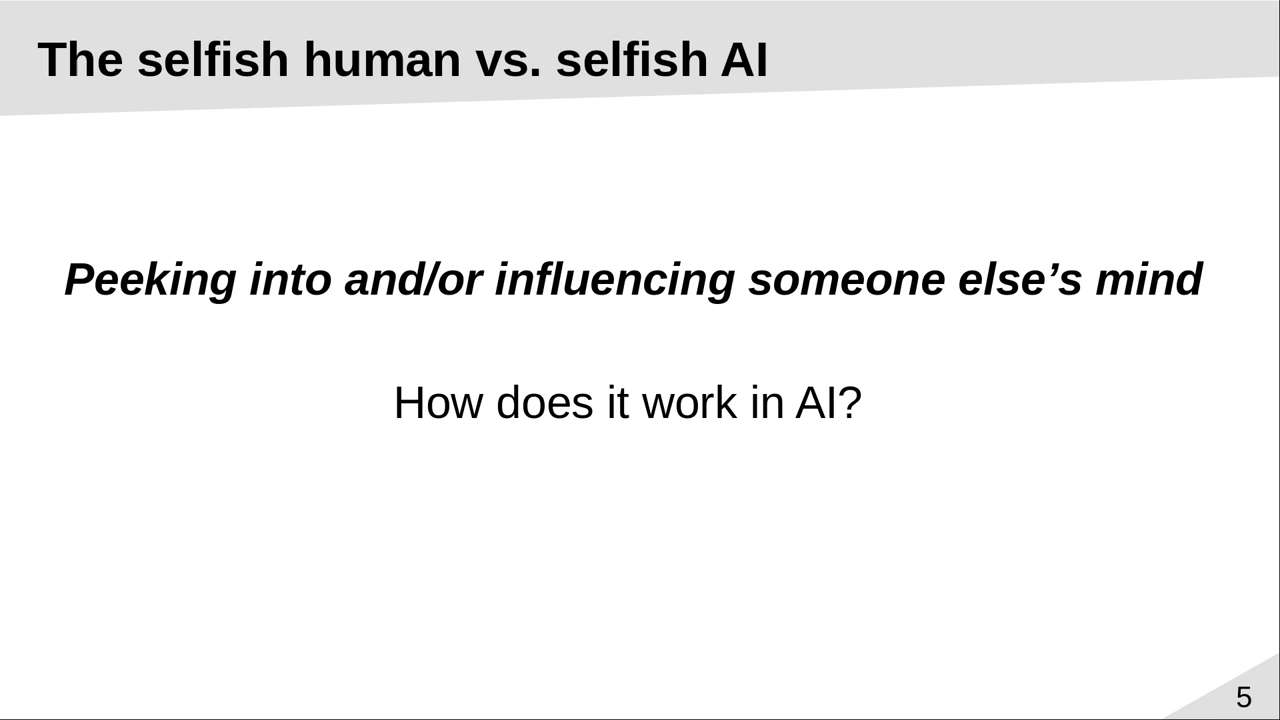 The selfish human vs. selfish AI
Peeking into and/or influencing someone else’s mind
How does it work in AI?
5